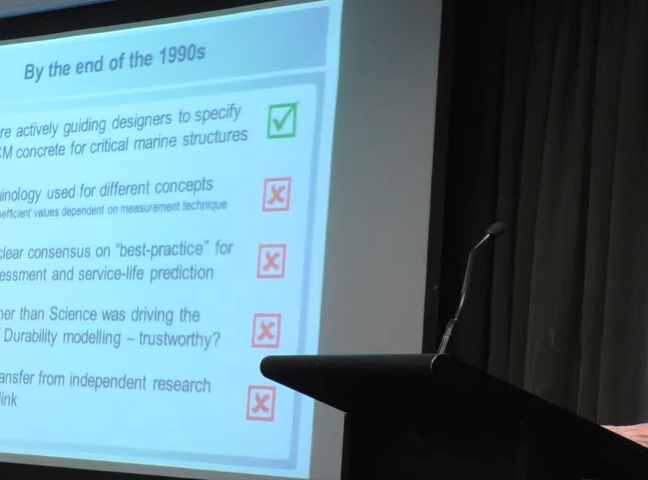 By the end of the 1990s
re actively guiding designers to specify
CM concrete for critical marine structures
minology used for different concepts
efficient values dependent on measurement technique
clear consensus on "best-practice" for
essment and service-life prediction
her than Science was driving the
Durability modelling – trustworthy?
ansfer from independent research
link